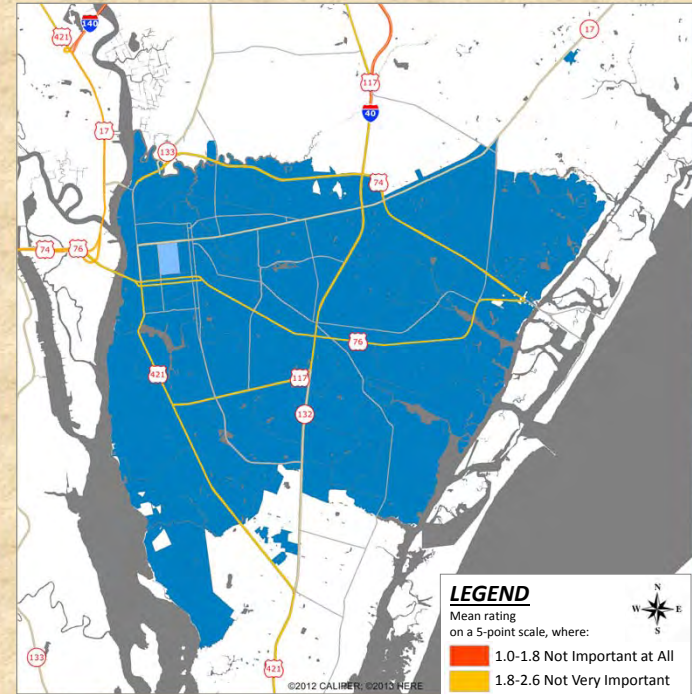 140
421
17
117
40
17
133
74
74
76
76
421
117
132
133
421
LEGEND
Mean rating
on a 5-point scale, where:
1.0-1.8 Not Important at All
1.8-2.6 Not Very Important
N
W E
S
©2012 CALIPER; ©2013 HERE